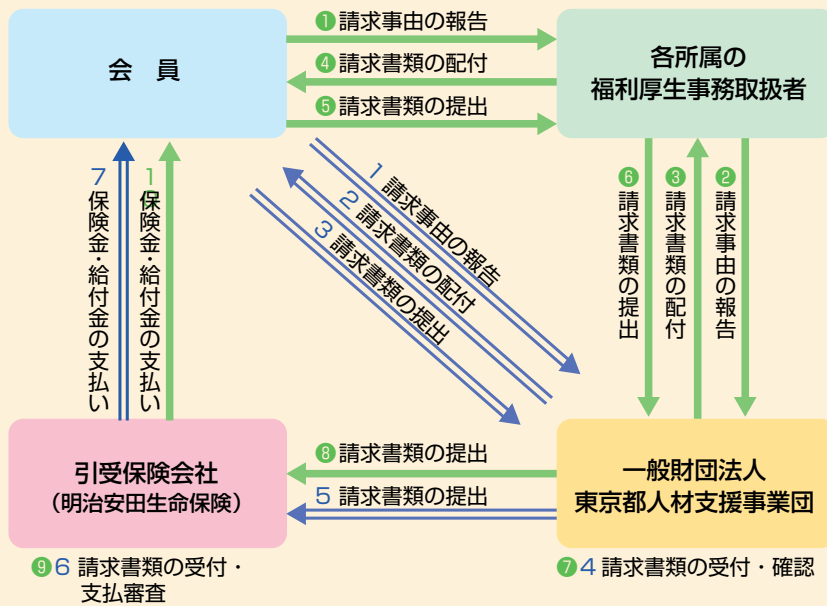 会　員
❶請求事由の報告
❹請求書類の配付
❺請求書類の提出
各所属の
福利厚生事務取扱者
1 請求事由の報告
2 請求書類の配付
3 請求書類の提出
❻請求書類の提出
❸請求書類の配付
❷請求事由の報告
7 保険金・給付金の支払い
10 保険金・給付金の支払い
引受保険会社
（明治安田生命保険）
❽請求書類の提出
5 請求書類の提出
一般財団法人
東京都人材支援事業団
❾6 請求書類の受付・
支払審査
❼4 請求書類の受付・確認